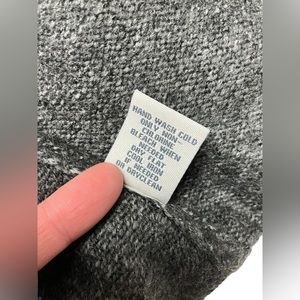 HAND WASH COLD
ONLY NON-
CHLORINE
BLEACH WHEN
NEEDED
DRY FLAT
COOL IRON
IF NEEDED
OR DRYCLEAN